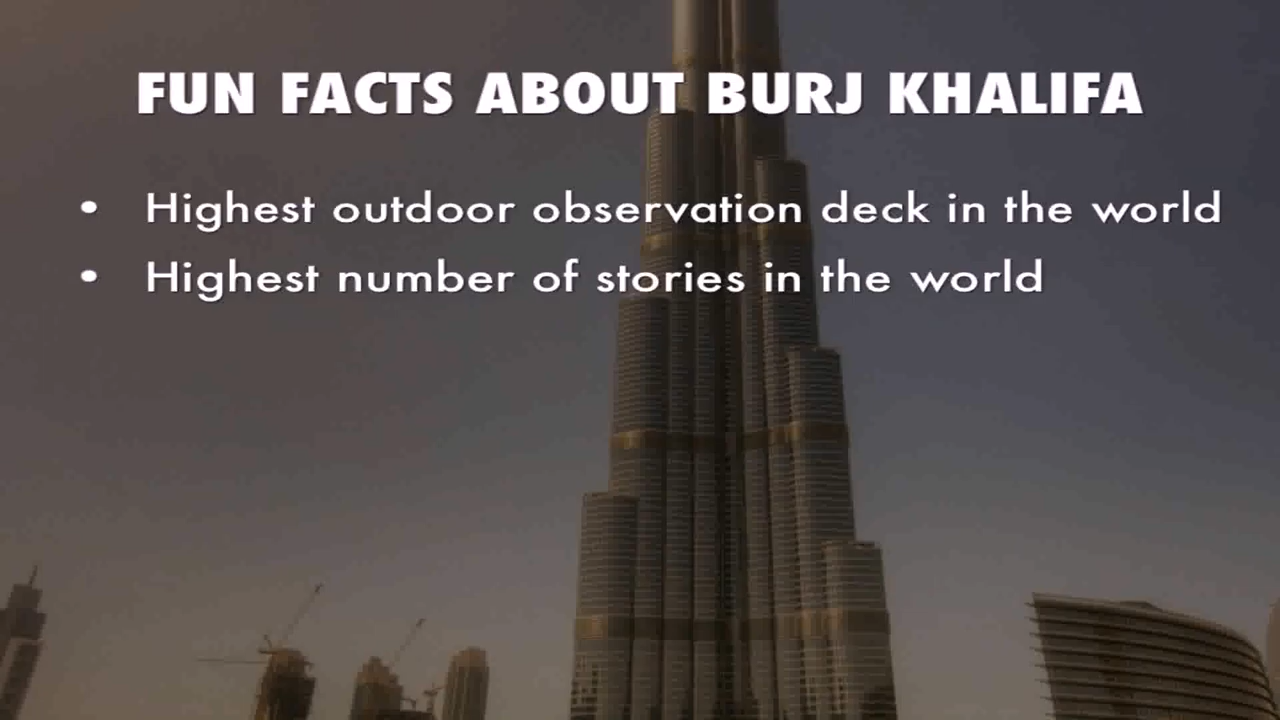 FUN FACTS ABOUT BURJ KHALIFA
• Highest outdoor observation deck in the world
• Highest number of stories in the world